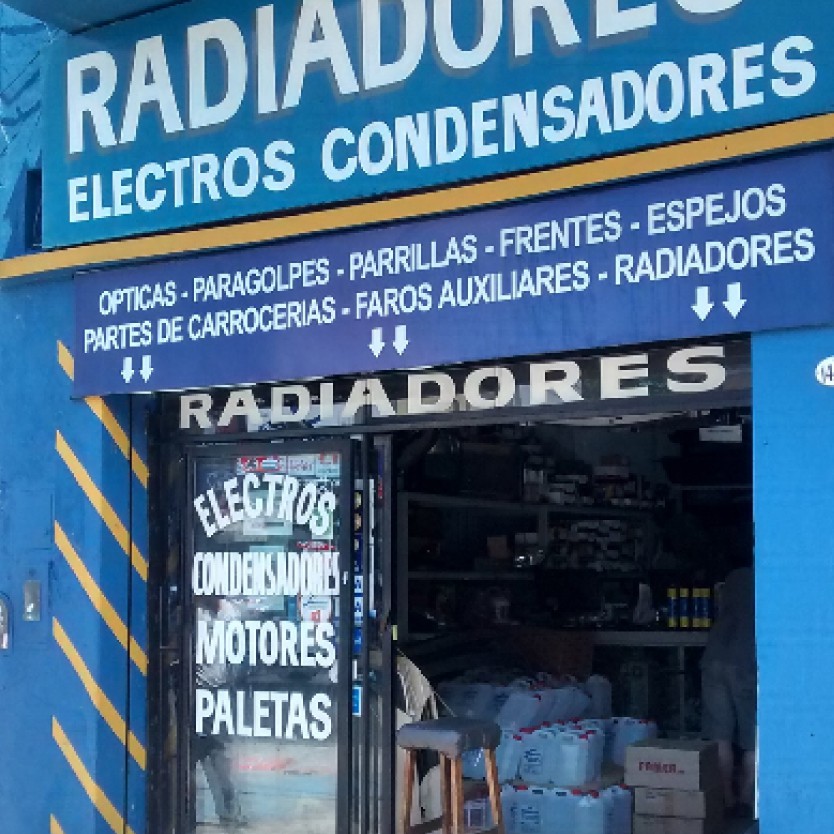 RADIADORES
ELECTROS CONDENSADORES
OPTICAS - PARAGOLPES - PARRILLAS - FRENTES - ESPEJOS
PARTES DE CARROCERIAS - FAROS AUXILIARES - RADIADORES
RADIADORES
ELECTROS
CONDENSADORES
MOTORES
PALETAS